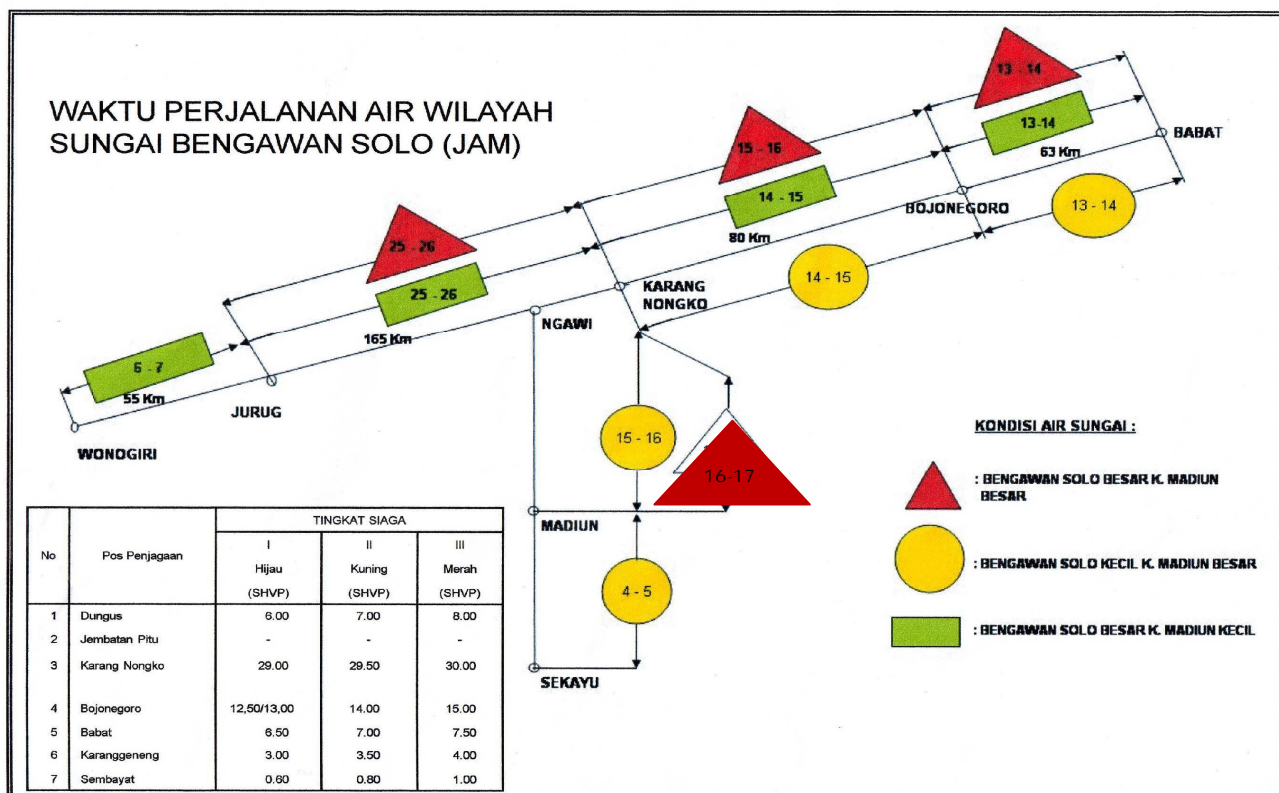 WAKTU PERJALANAN AIR WILAYAH
SUNGAI BENGAWAN SOLO (JAM)
13 - 14
13-14
63 Km
BABAT
15 - 16
14 - 15
80 Km
BOJONEGORO
13 - 14
14 - 15
25 - 26
25 - 26
165 Km
KARANG
NONGKO
NGAWI
6 - 7
55 Km
JURUG
WONOGIRI
15 - 16
16-17
MADIUN
4 - 5
SEKAYU
KONDISI AIR SUNGAI :
: BENGAWAN SOLO BESAR K. MADIUN
BESAR
: BENGAWAN SOLO KECIL K. MADIUN BESAR
: BENGAWAN SOLO BESAR K. MADIUN KECIL
TINGKAT SIAGA
No Pos Penjagaan I II III
Hijau Kuning Merah
(SHVP) (SHVP) (SHVP)
1 Dungus 6.00 7.00 8.00
2 Jembatan Pitu - - -
3 Karang Nongko 29.00 29.50 30.00
4 Bojonegoro 12,50/13,00 14.00 15.00
5 Babat 6.50 7.00 7.50
6 Karanggeneng 3.00 3.50 4.00
7 Sembayat 0.60 0.80 1.00